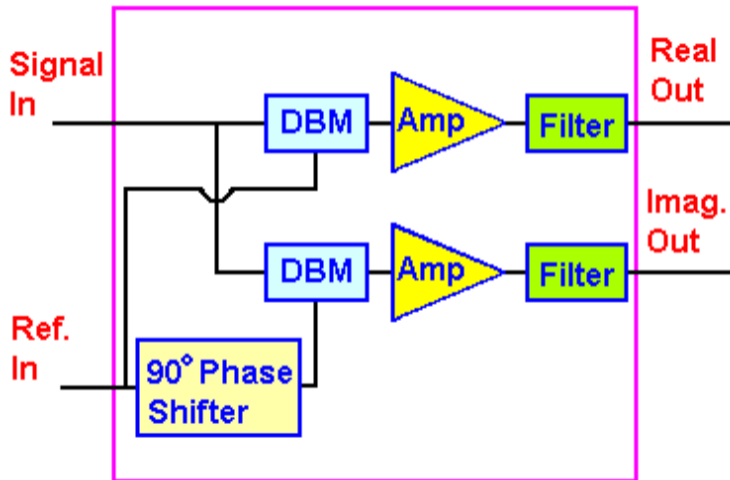 Signal
In
DBM
Amp
Filter
Real
Out
DBM
Amp
Filter
Imag.
Out
Ref.
In
90° Phase
Shifter